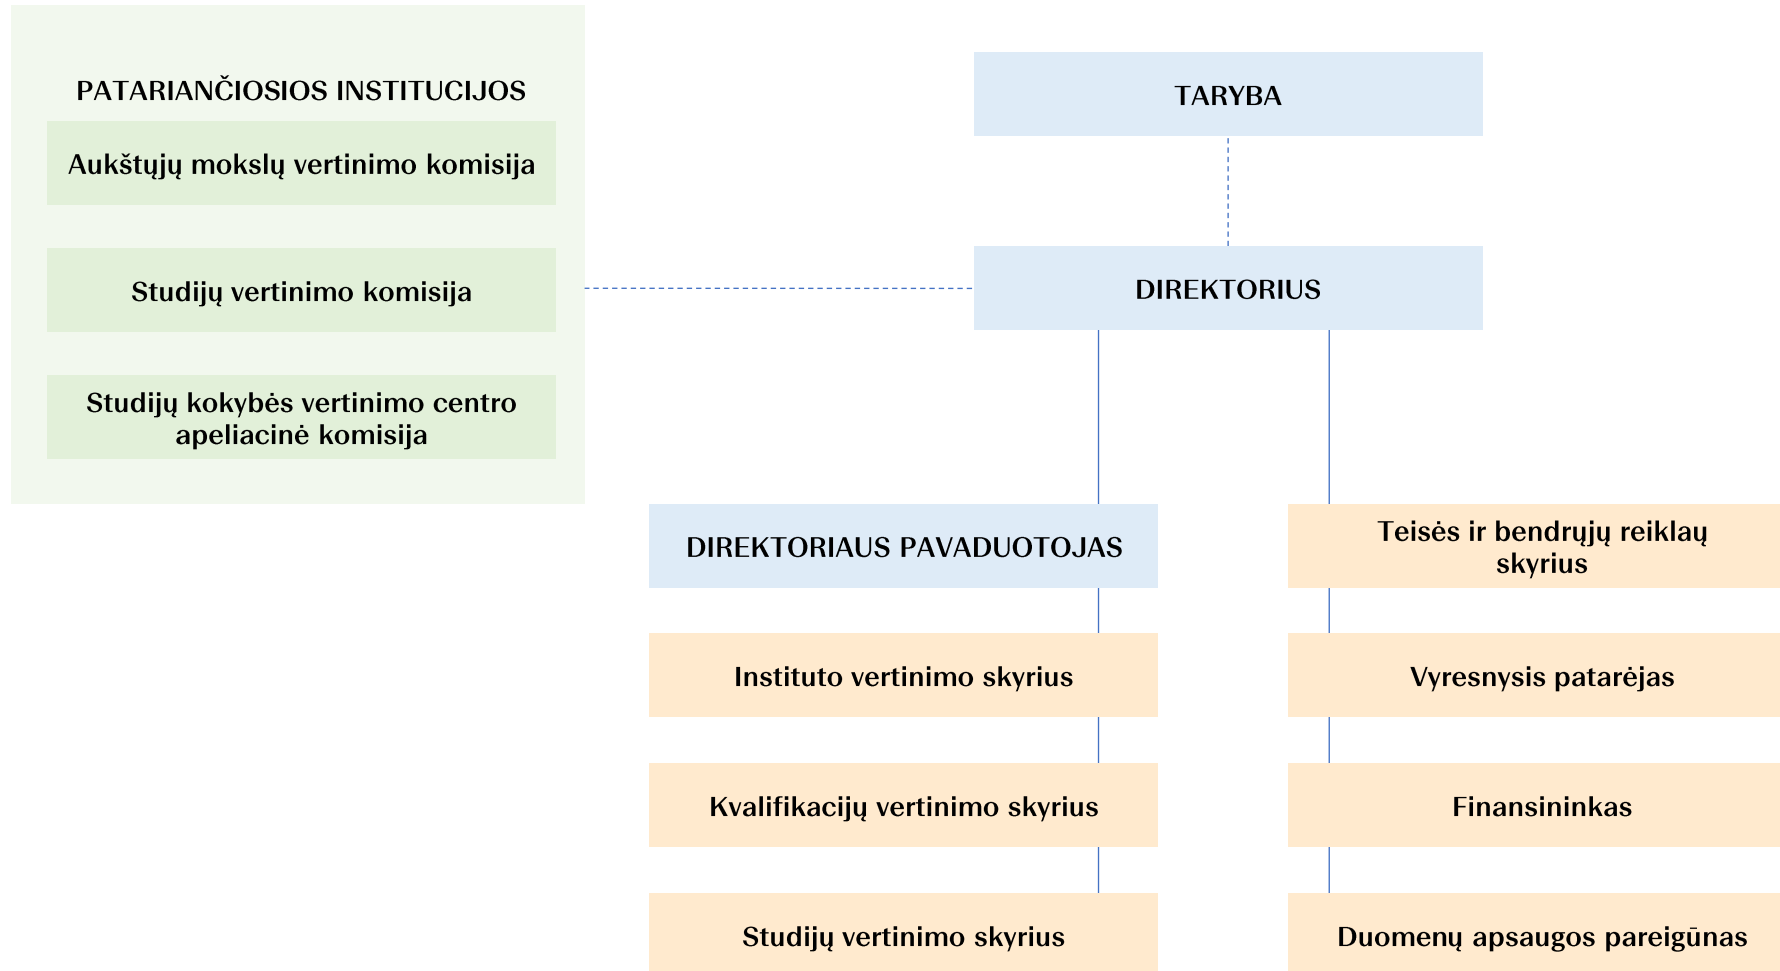 PATARIANČIOSIOS INSTITUCIJOS
Aukštųjų mokslų vertinimo komisija
Studijų vertinimo komisija
Studijų kokybės vertinimo centro
apeliacinė komisija
TARYBA
DIREKTORIUS
DIREKTORIAUS PAVADUOTOJAS
Instituto vertinimo skyrius
Kvalifikacijų vertinimo skyrius
Studijų vertinimo skyrius
Teisės ir bendrųjų reiklaų
skyrius
Vyresnysis patarėjas
Finansininkas
Duomenų apsaugos pareigūnas